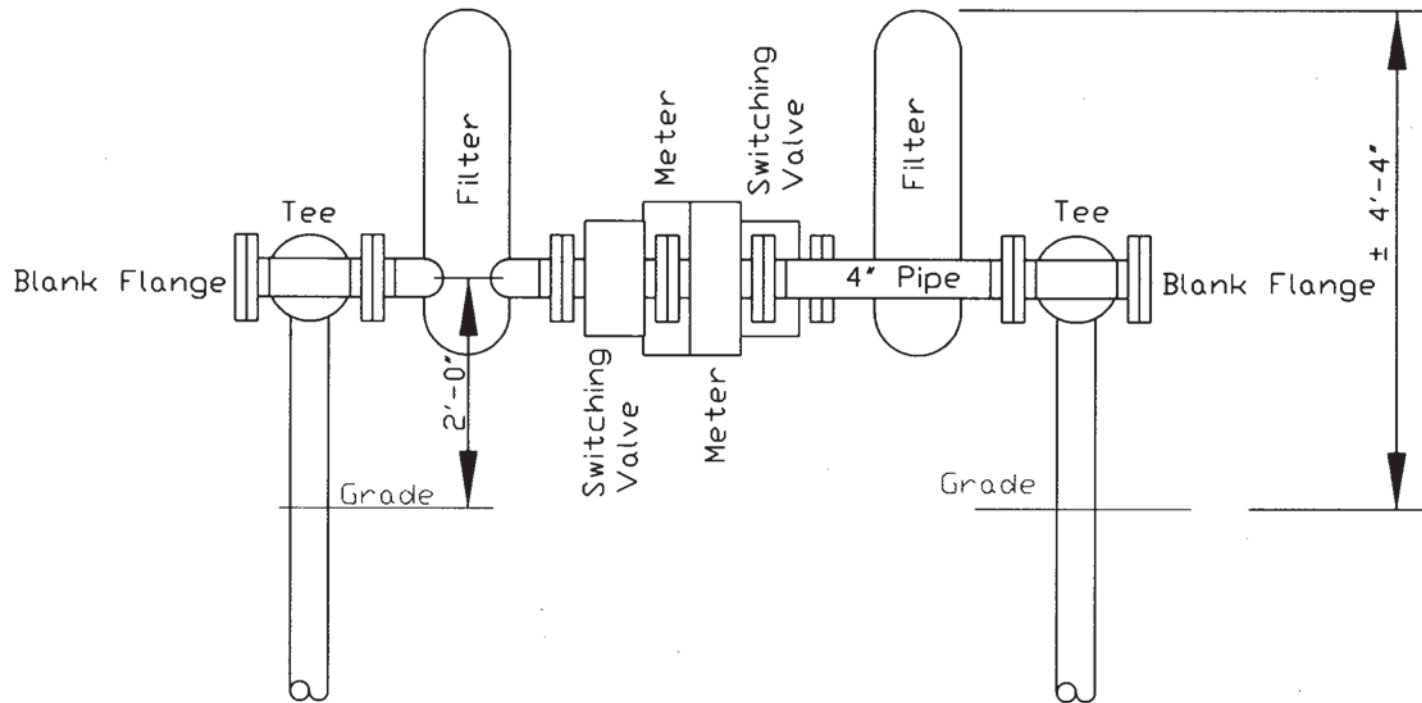 Filter
Meter
Switching
Valve
Filter
± 4'-4"
Tee
Tee
Blank Flange
4" Pipe
Blank Flange
2'-0"
Switching
Valve
Meter
Grade
Grade